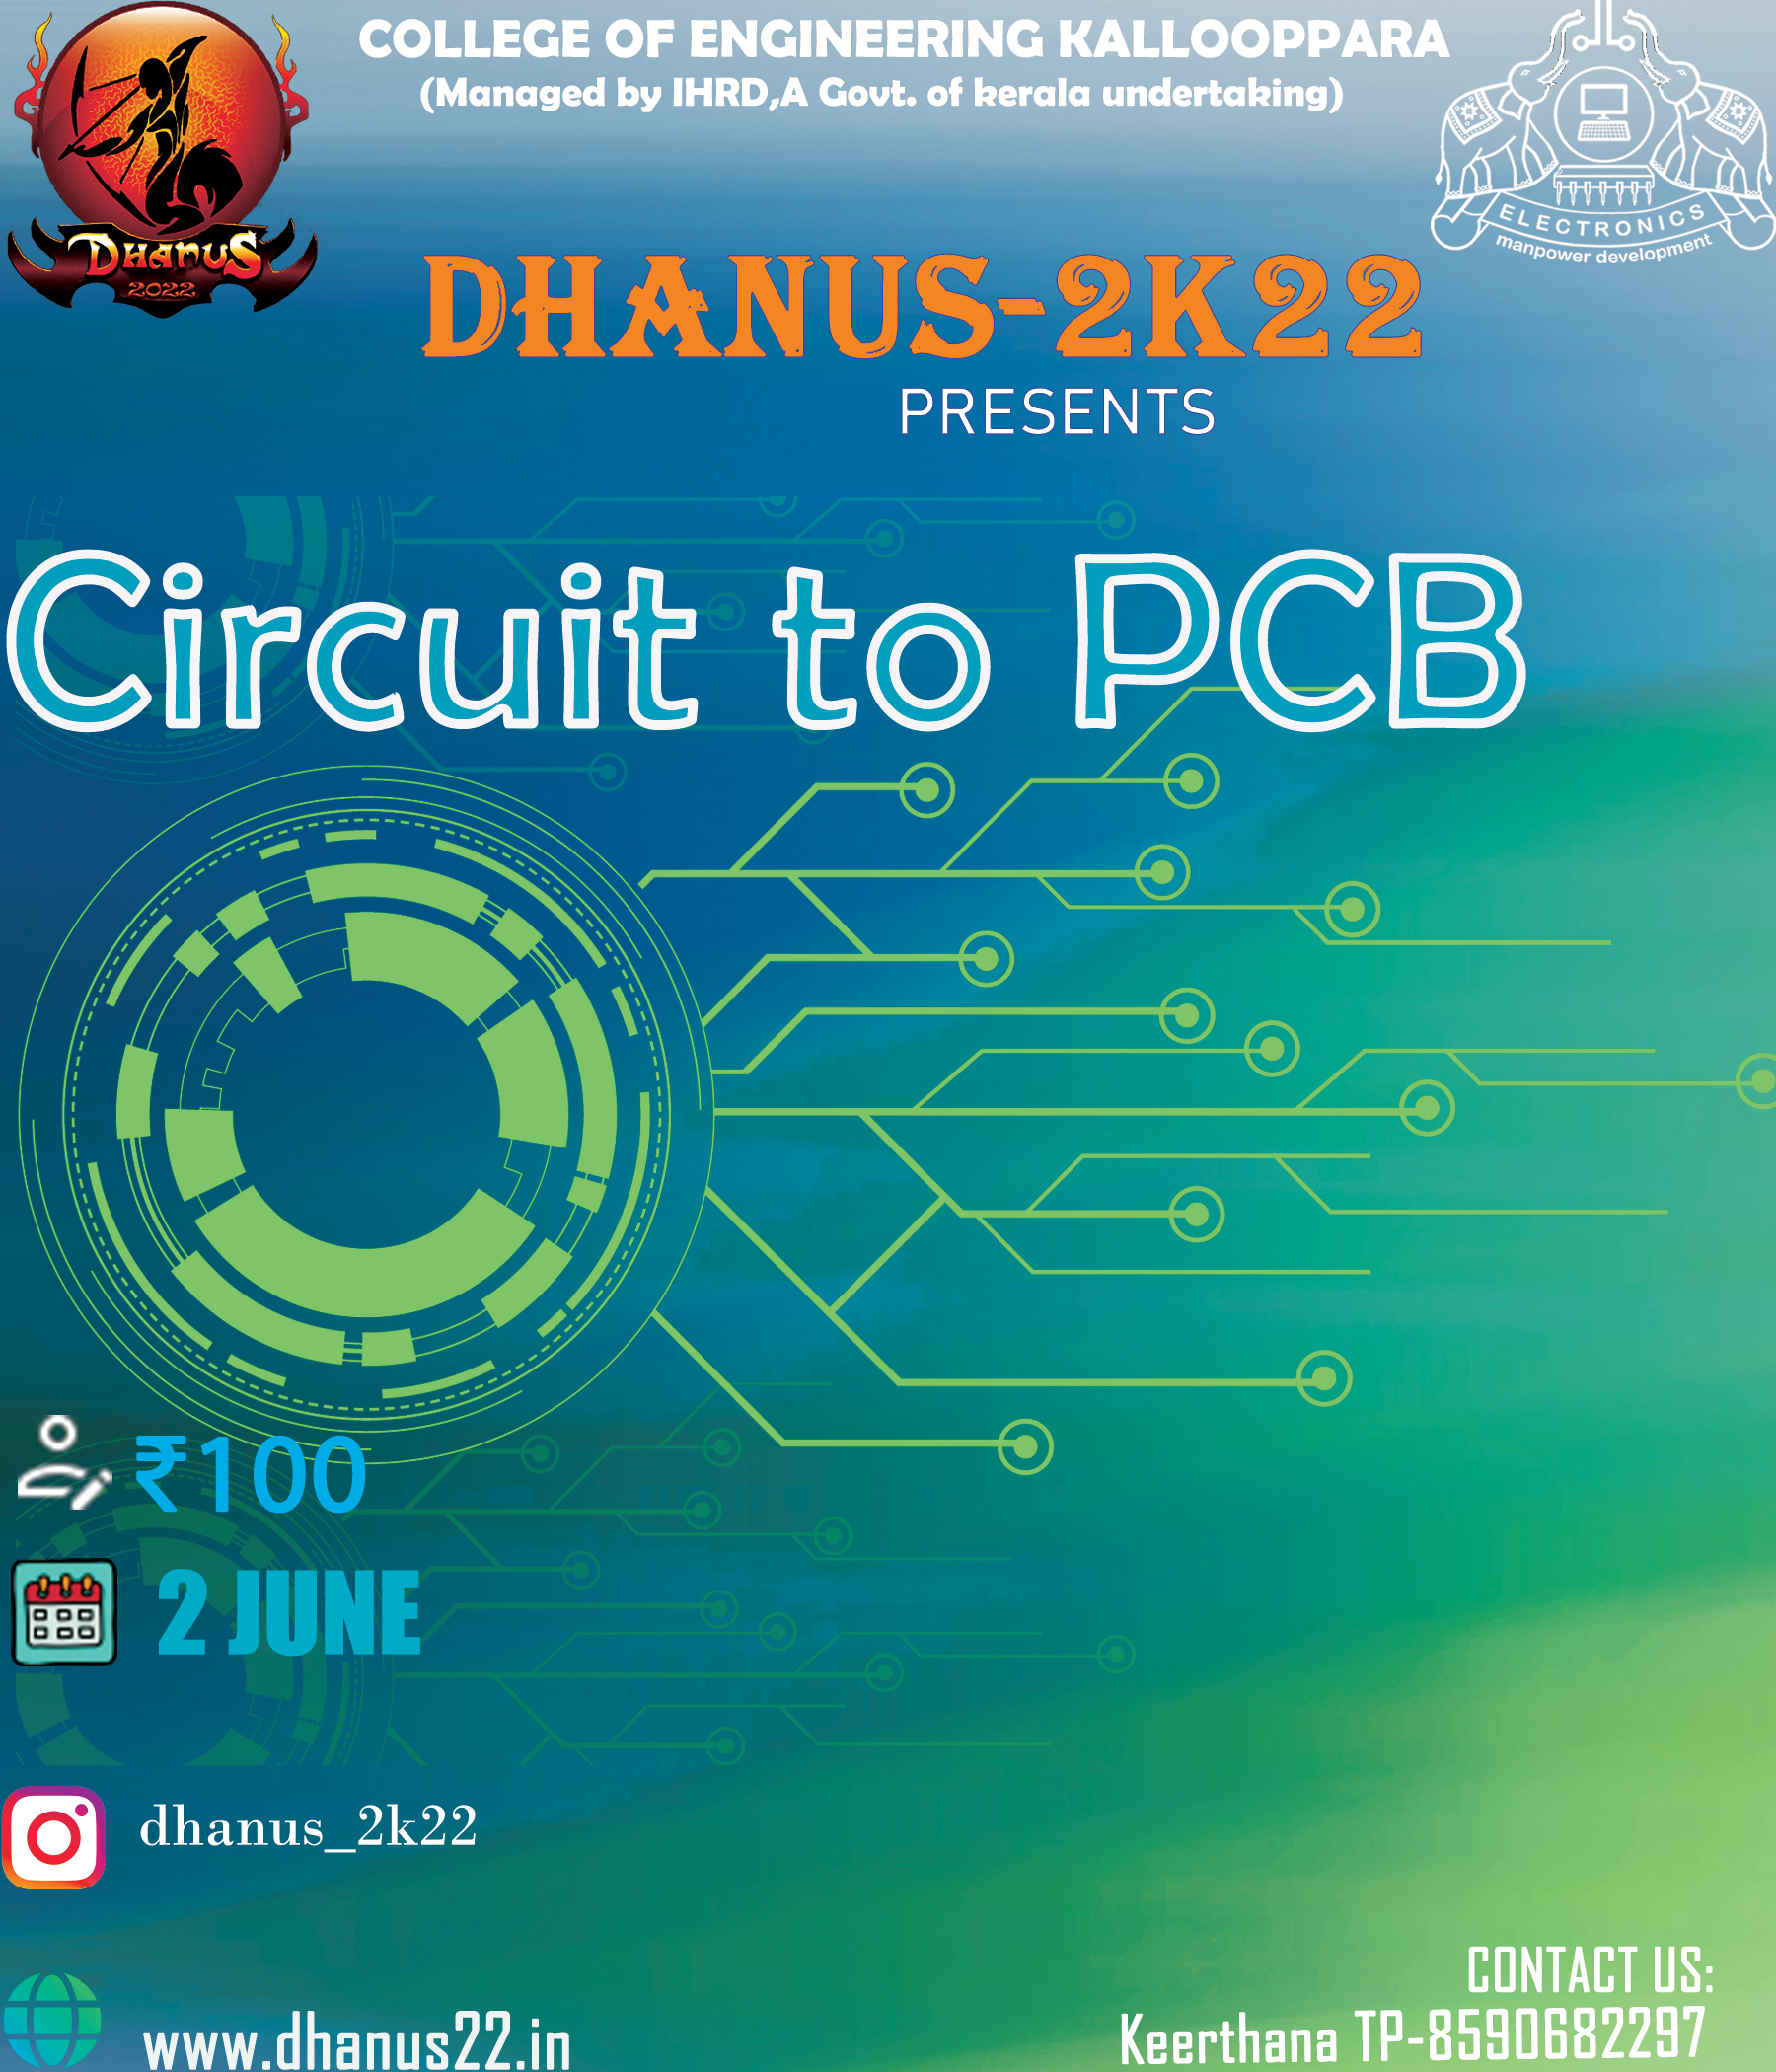 COLLEGE OF ENGINEERING KALLOOPPARA
(Managed by IHRD,A Govt. of kerala undertaking)
DHANUS
2022
ELECTRONICS
manpower development
DHANUS-2K22
PRESENTS
Circuit to PCB
₹100
2 JUNE
dhanus_2k22
www.dhanus22.in
CONTACT US:
Keerthana TP-8590682297